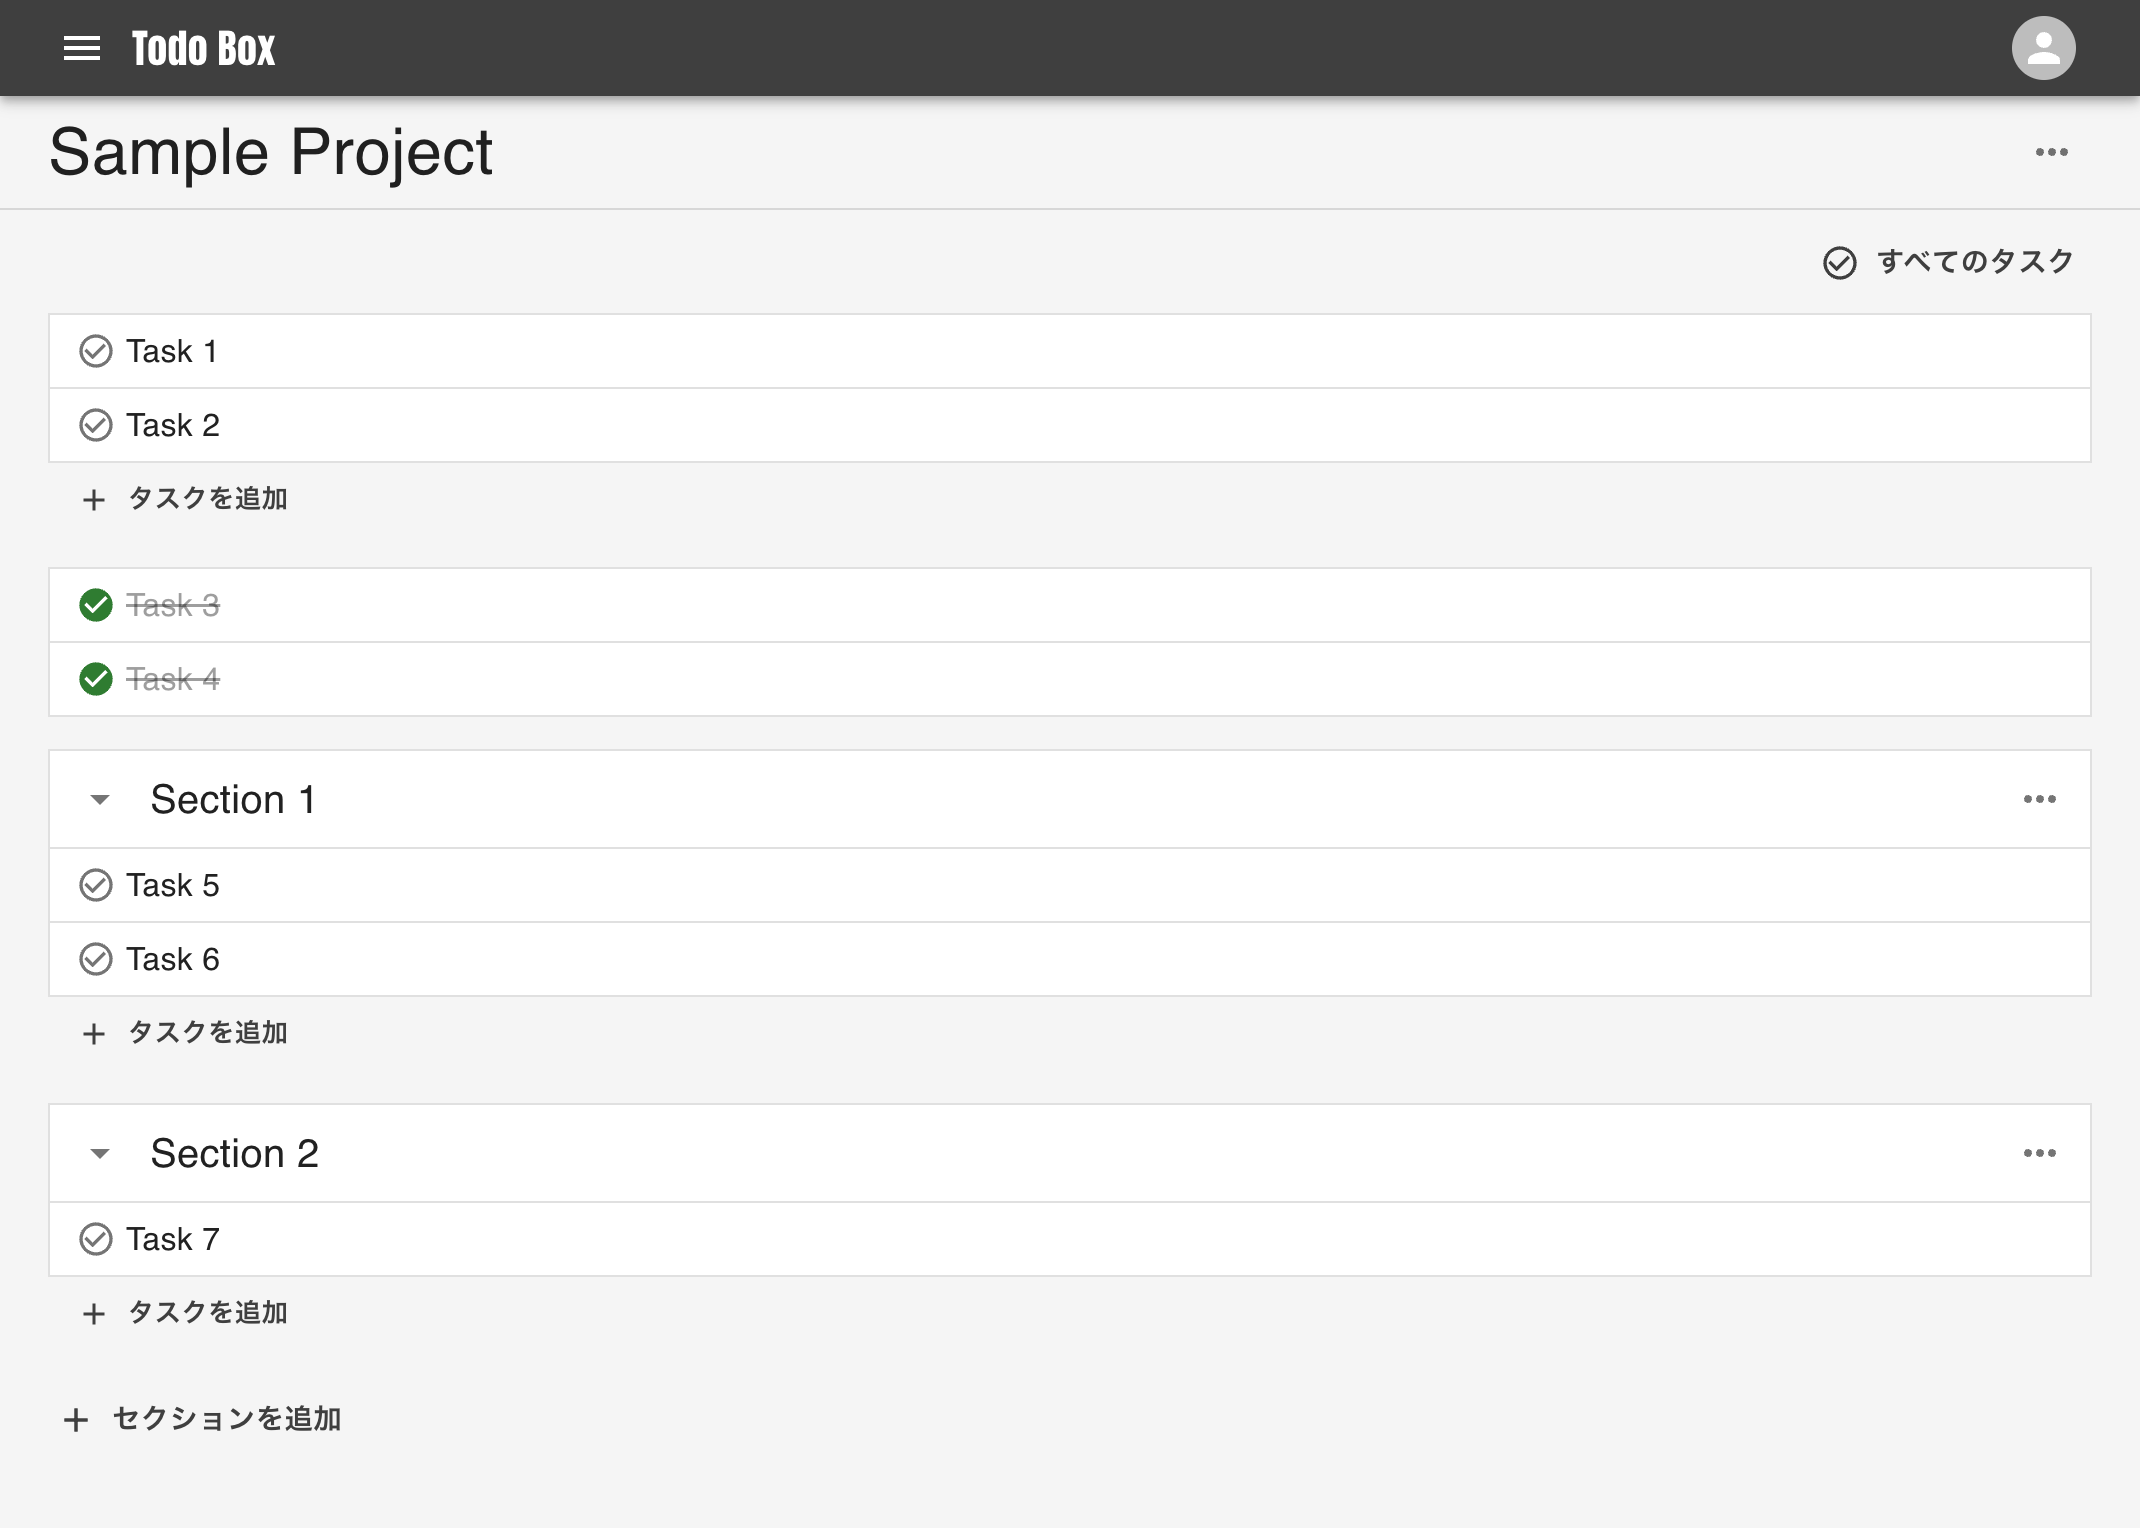 Todo Box
Sample Project
すべてのタスク
Task 1
Task 2
タスクを追加
Task 3
Task 4
Section 1
Task 5
Task 6
タスクを追加
Section 2
Task 7
タスクを追加
セクションを追加